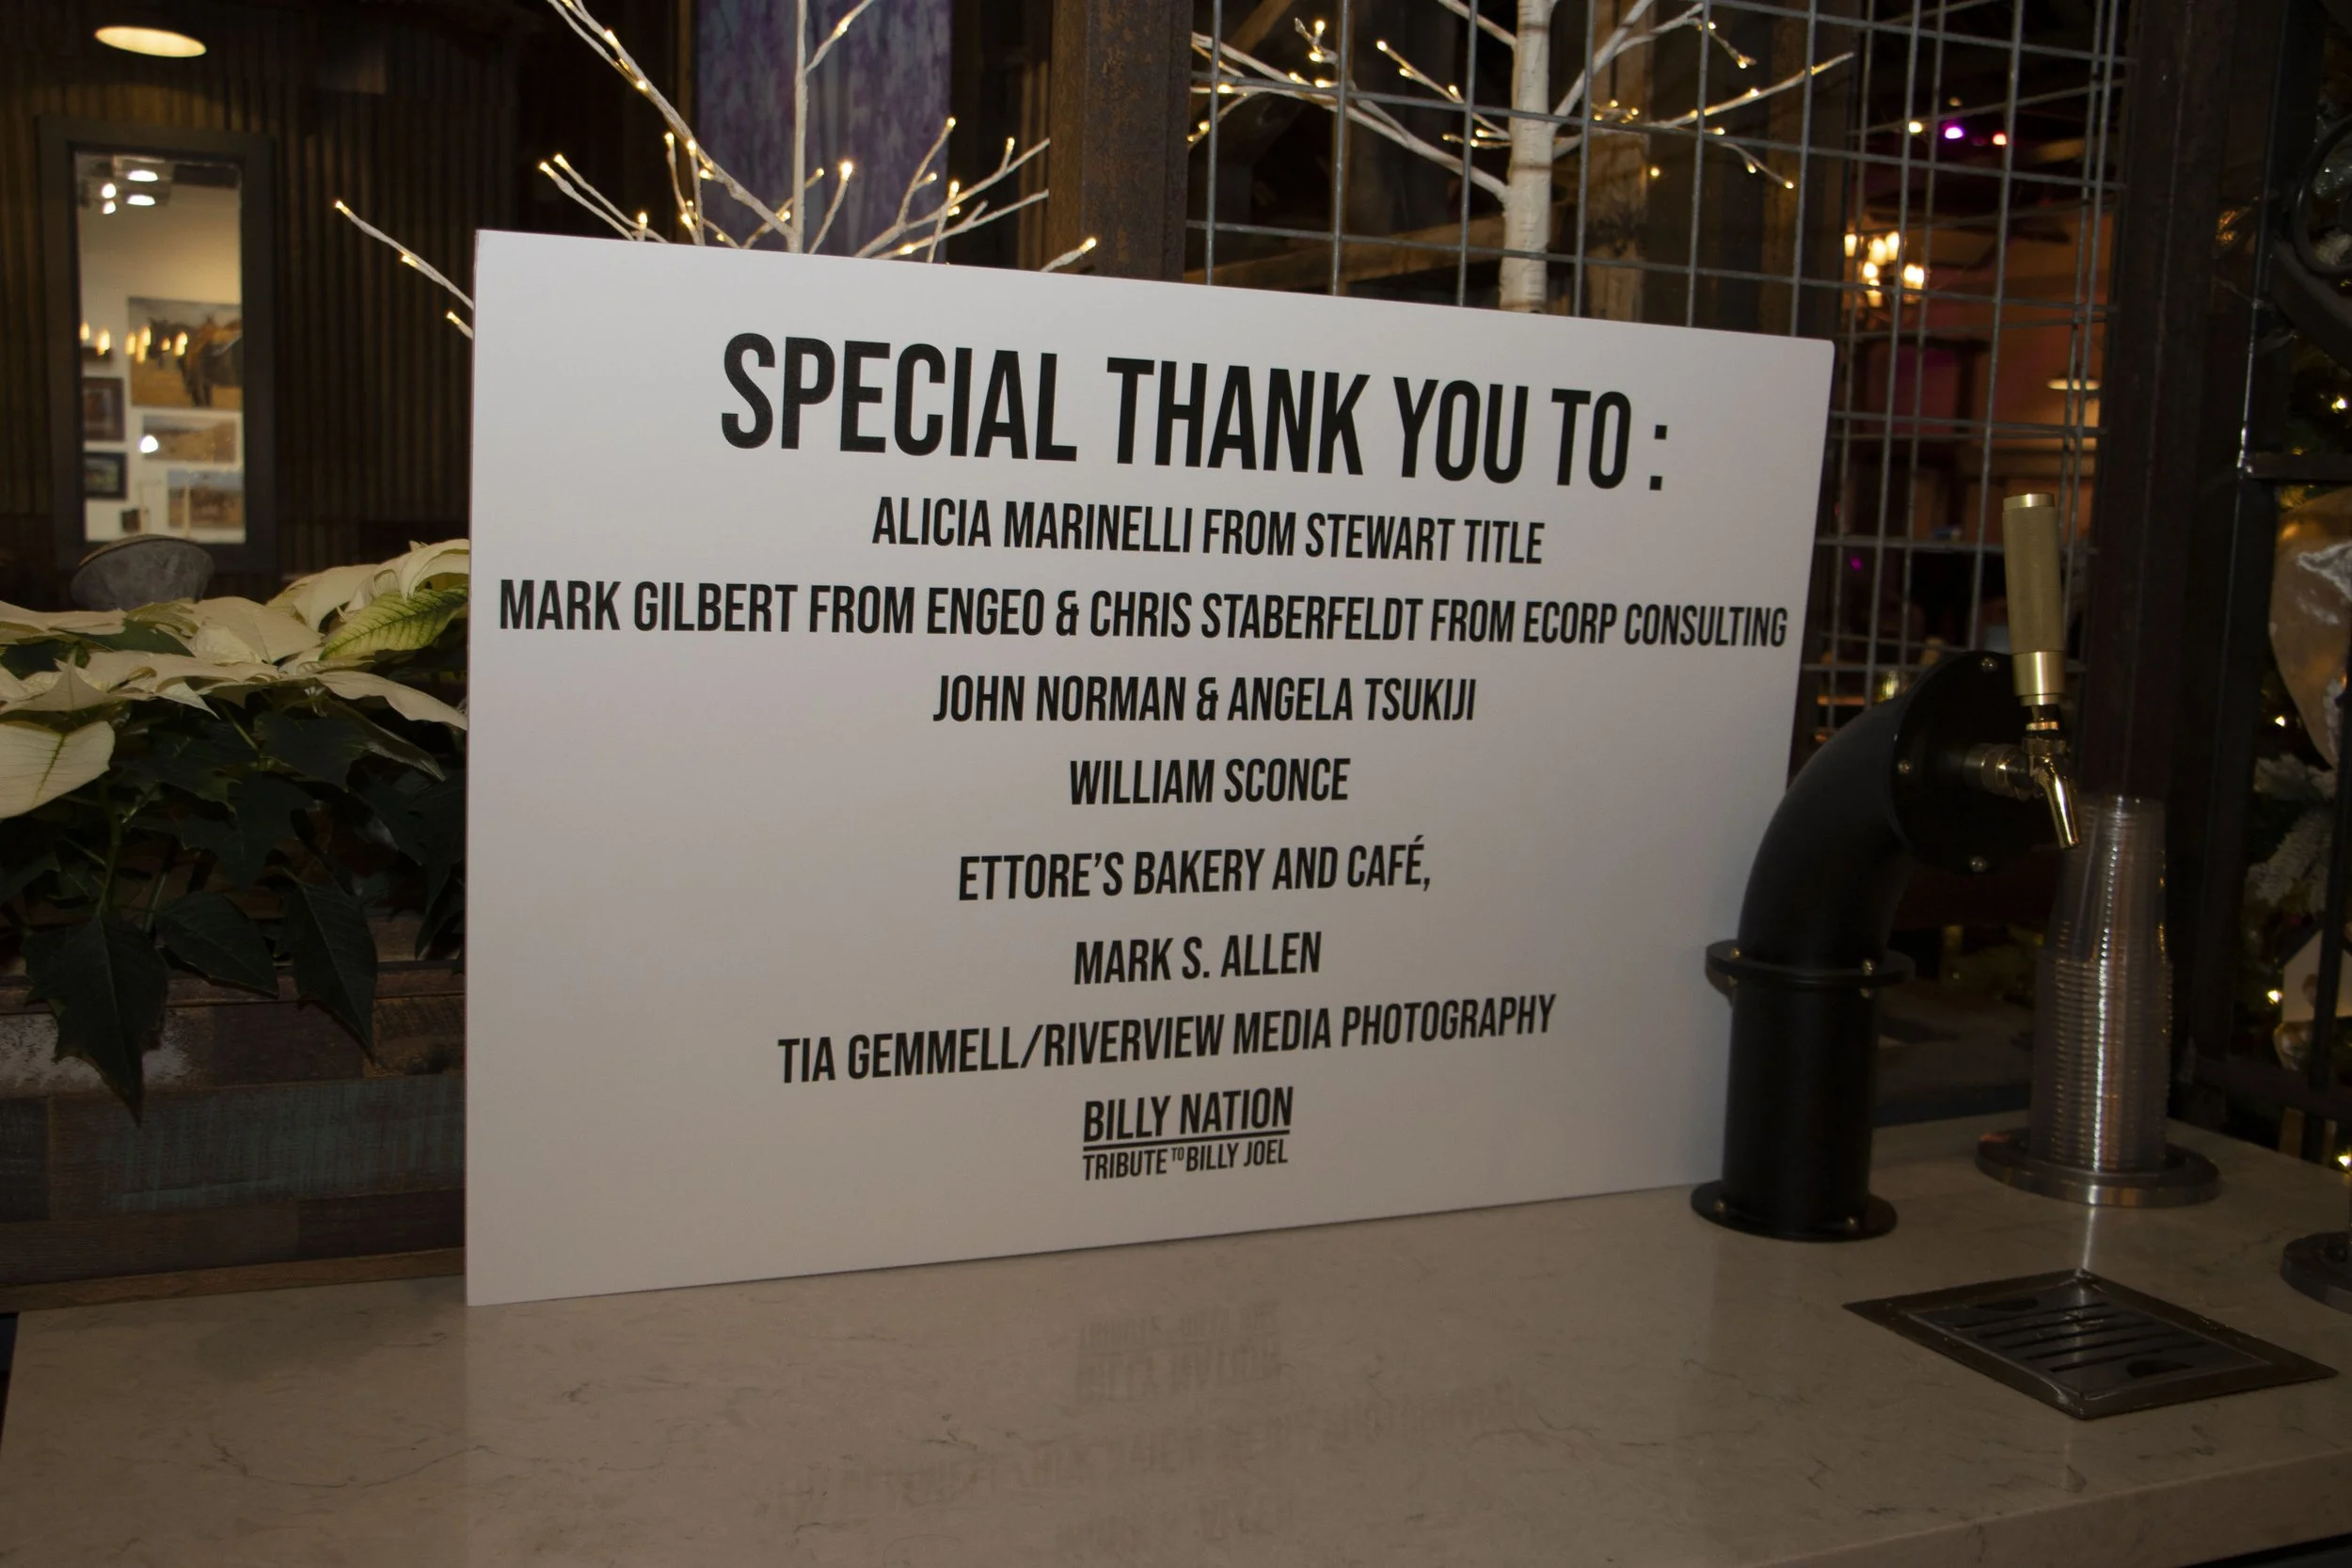 SPECIAL THANK YOU TO :
ALICIA MARINELLI FROM STEWART TITLE
MARK GILBERT FROM ENGEO & CHRIS STABERFELDT FROM ECORP CONSULTING
JOHN NORMAN & ANGELA TSUKIJI
WILLIAM SCONCE
ETTORE’S BAKERY AND CAFÉ,
MARK S. ALLEN
TIA GEMMELL/RIVERVIEW MEDIA PHOTOGRAPHY
BILLY NATION
TRIBUTE TO BILLY JOEL